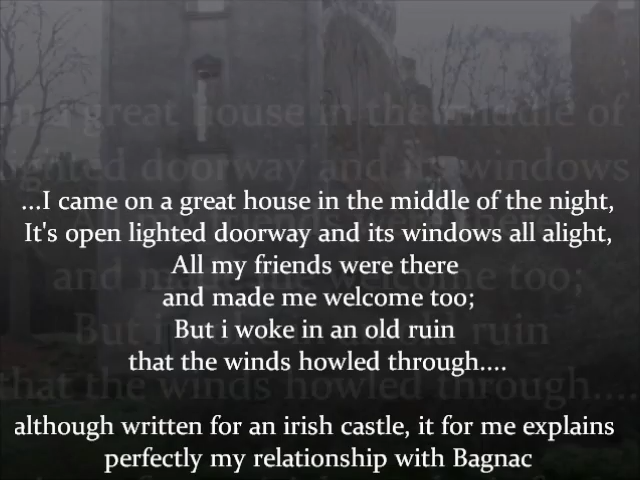 ...I came on a great house in the middle of the night,
It's open lighted doorway and its windows all alight,
All my friends were there
and made me welcome too;
But i woke in an old ruin
that the winds howled through....
although written for an irish castle, it for me explains
perfectly my relationship with Bagnac